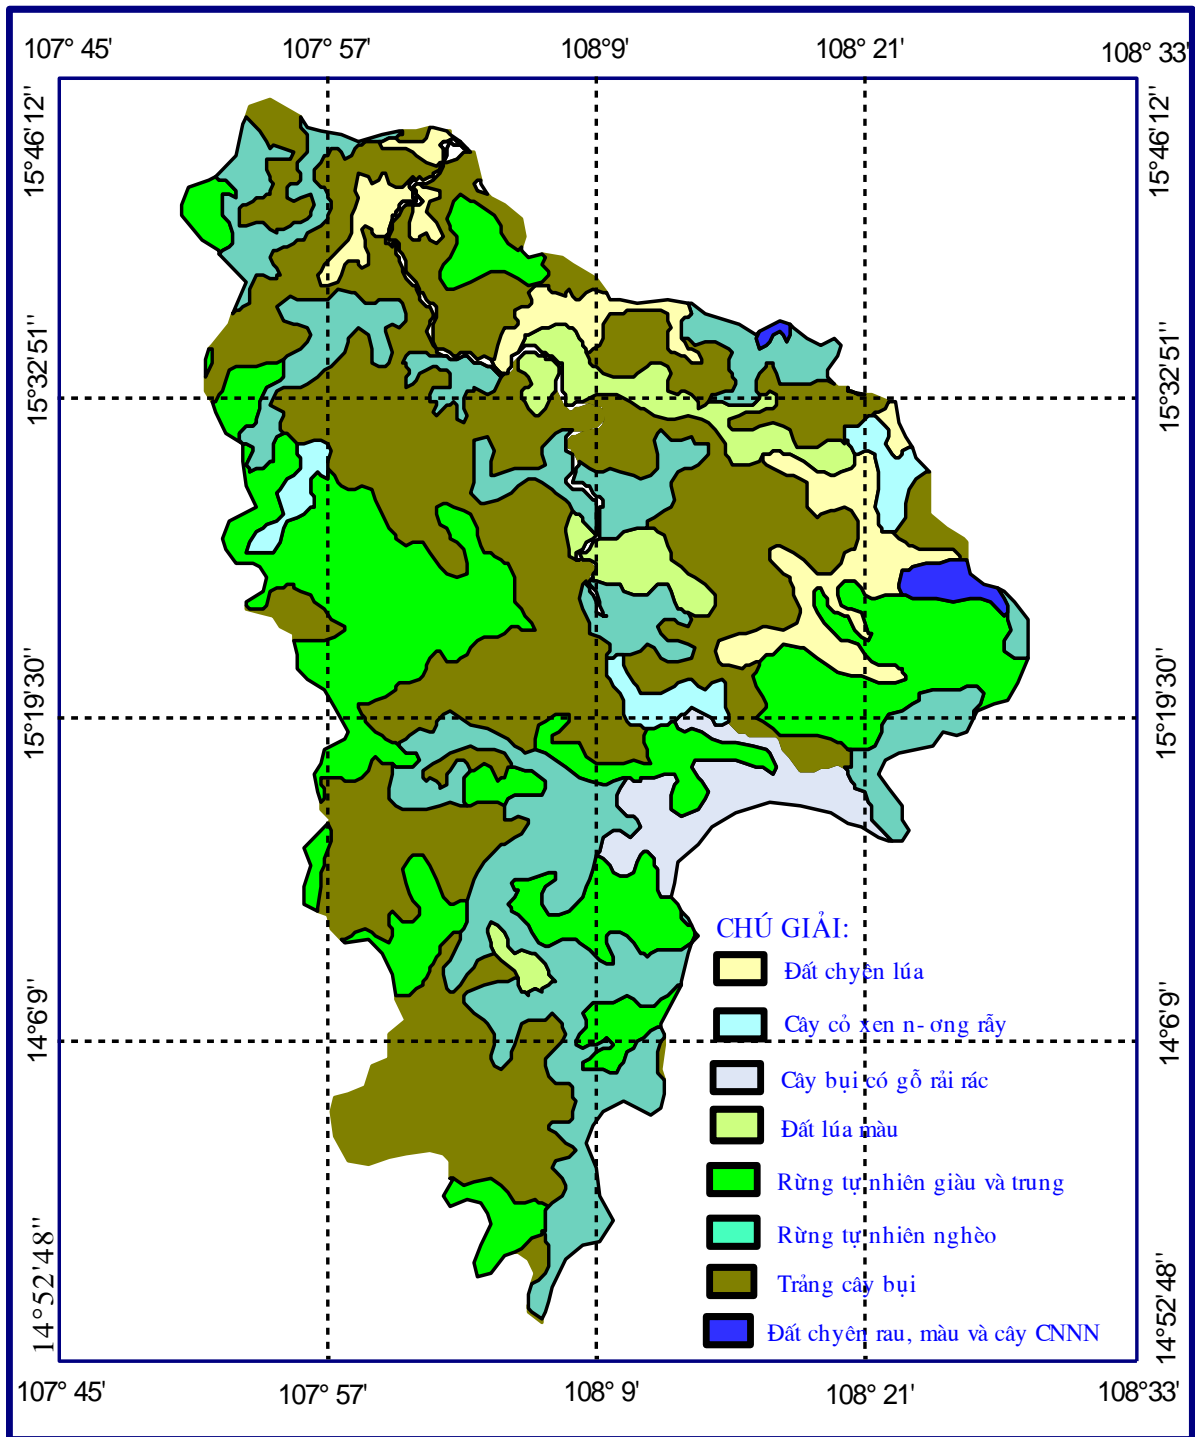 107° 45' 107° 57' 108° 9' 108° 21' 108° 33'
15°46'12''
15°46'12''
15°32'51''
15°32'51''
15°19'30''
15°19'30''
14°6'9''
14°6'9''
14°52'48''
14°52'48''
CHÚ GIẢI:
Đất chyên lúa
Cây cỏ xen n- ơng rẫy
Cây bụi có gỗ rải rác
Đất lúa màu
Rừng tự nhiên giàu và trung
Rừng tự nhiên nghèo
Trảng cây bụi
Đất chyên rau, màu và cây CNNN
107° 45' 107° 57' 108° 9' 108° 21' 108°33'